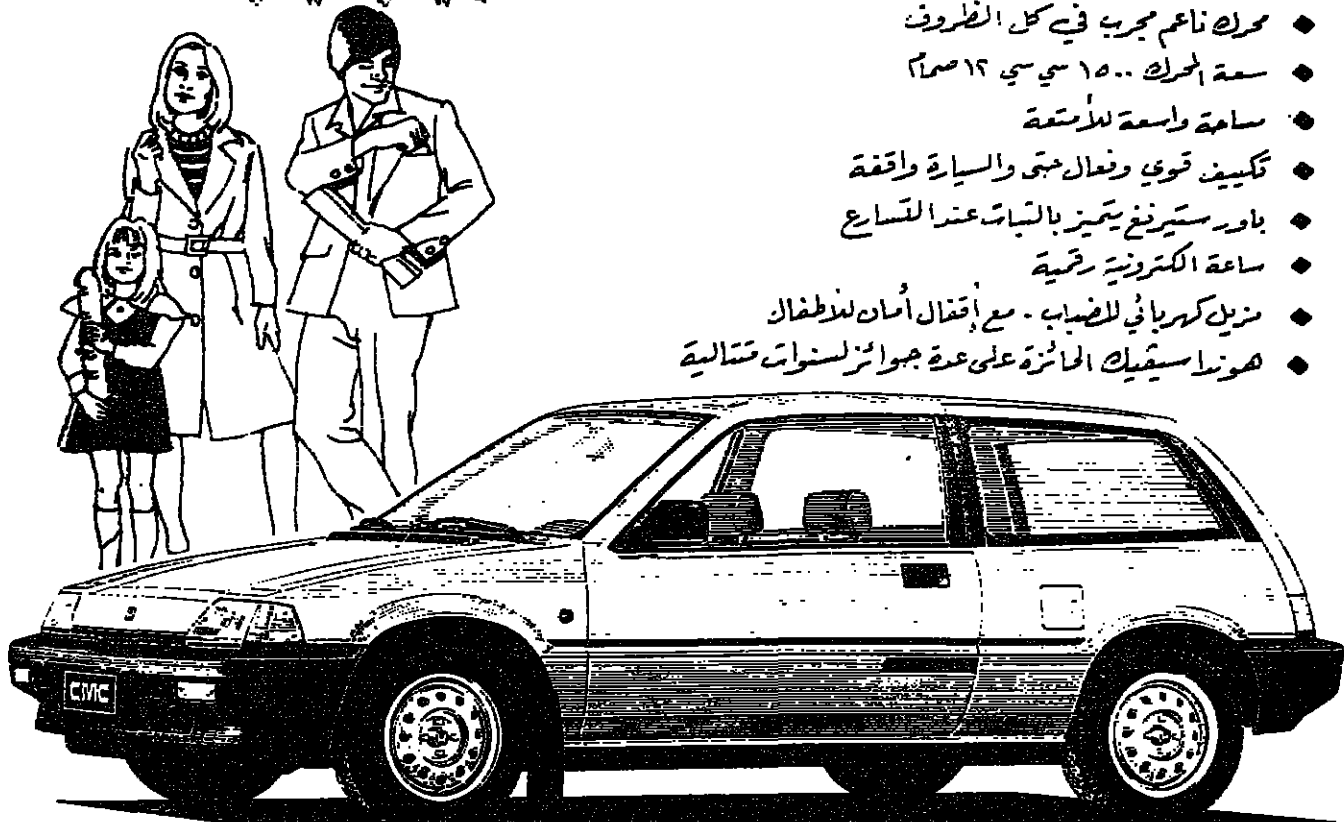 محرك ناعم مجرب في كل الظروف
سعة المحرك ١٥٠٠ سي سي ١٢ صمام
مساحة واسعة للأمتعة
تكييف قوي وفعال حتى والسيارة واقفة
باور ستيرنغ يتميز بالثبات عند التسارع
ساعة الكترونية رقمية
مزيل كهربائي للضباب . مع أقفال أمان للاطفال
هوندا سيفيك الحائزة على عدة جوائز لسنوات متتالية
CIVIC